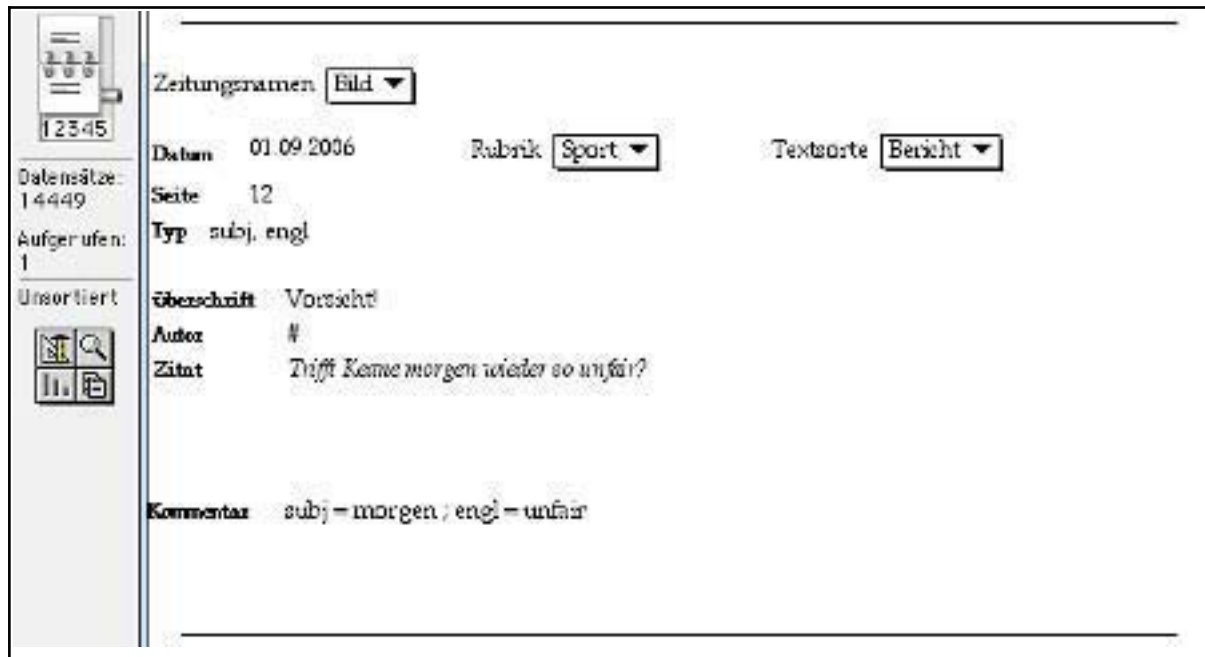 12345
Datensätze:
14449
Aufgerufen:
1
Unsortiert
Zeitungsnamen Bild
Datum 01.09.2006 Rubrik Sport Textsorte Bericht
Seite 12
Typ subj, engl
Überschrift Vorsicht!
Autor #
Zitat Trifft Keane morgen wieder so unfair?
Kommentar subj = morgen ; engl = unfair